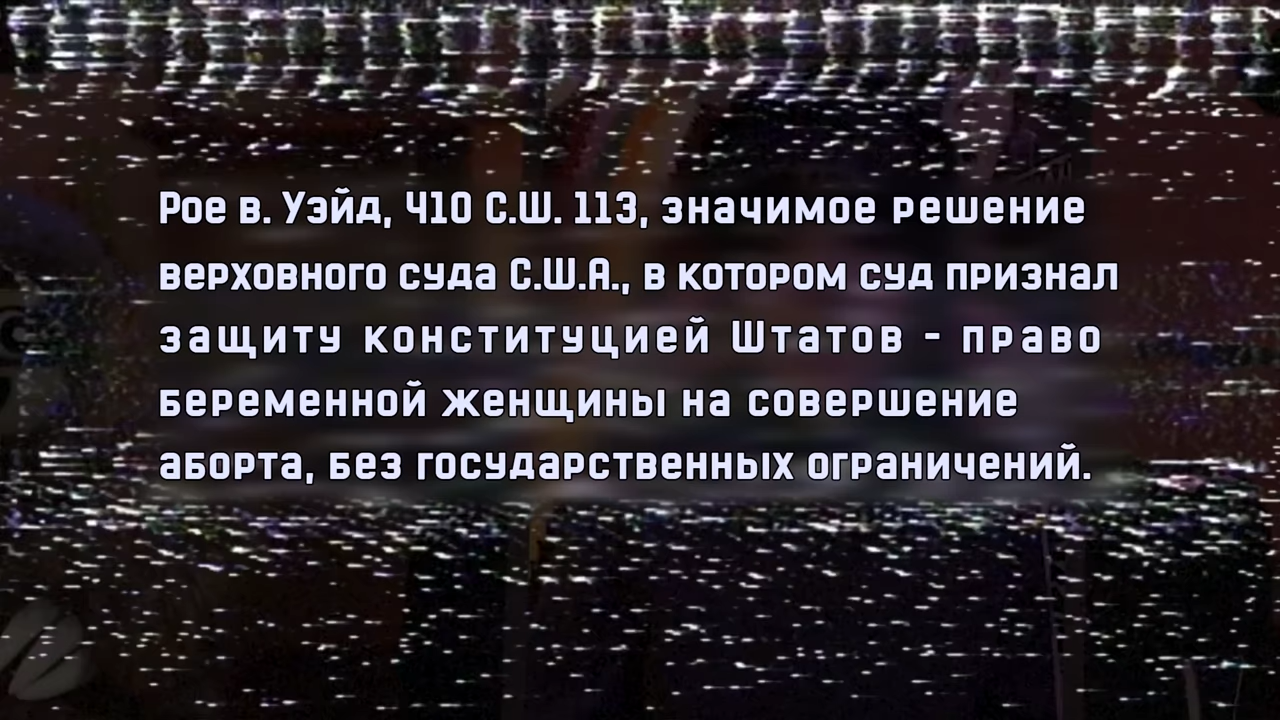 Рое в. Уэйд, Ч10 С.Ш. 113, значимое решение
верховного суда С.Ш.А., в котором суд признал
защиту конституцией Штатов - право
беременной женщины на совершение
аборта, без государственных ограничений.